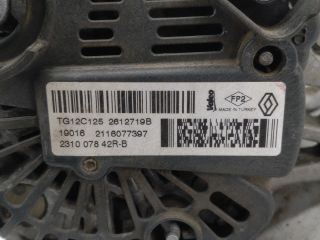 Valeo
FP2
MADE IN TURKEY
TG12C125 2612719B
19016 2116077397
2310 078 42R-B